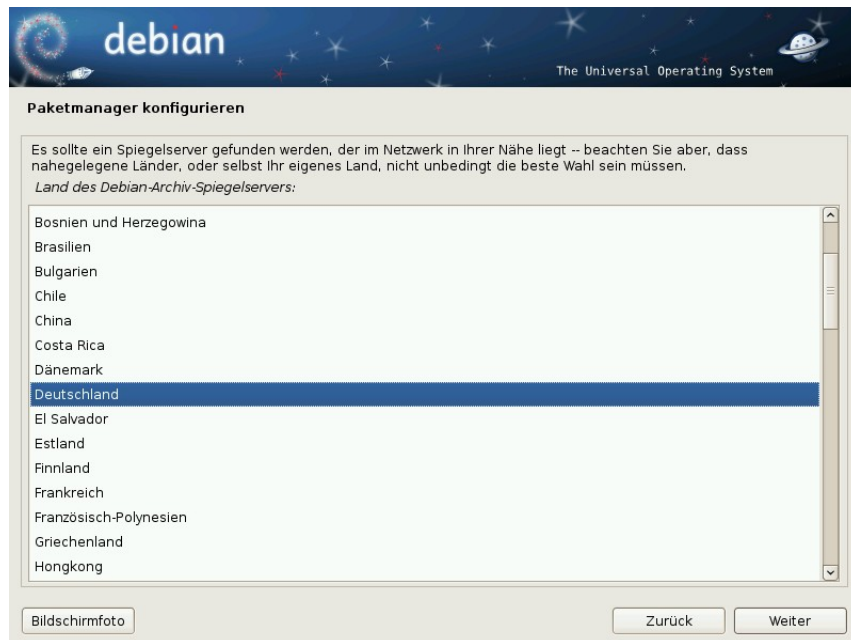 debian
The Universal Operating System
Paketmanager konfigurieren
Es sollte ein Spiegelserver gefunden werden, der im Netzwerk in Ihrer Nähe liegt -- beachten Sie aber, dass
nahegelegene Länder, oder selbst Ihr eigenes Land, nicht unbedingt die beste Wahl sein müssen.
Land des Debian-Archiv-Spiegelservers:
Bosnien und Herzegowina
Brasilien
Bulgarien
Chile
China
Costa Rica
Dänemark
Deutschland
El Salvador
Estland
Finnland
Frankreich
Französisch-Polynesien
Griechenland
Hongkong
Bildschirmfoto
Zurück
Weiter